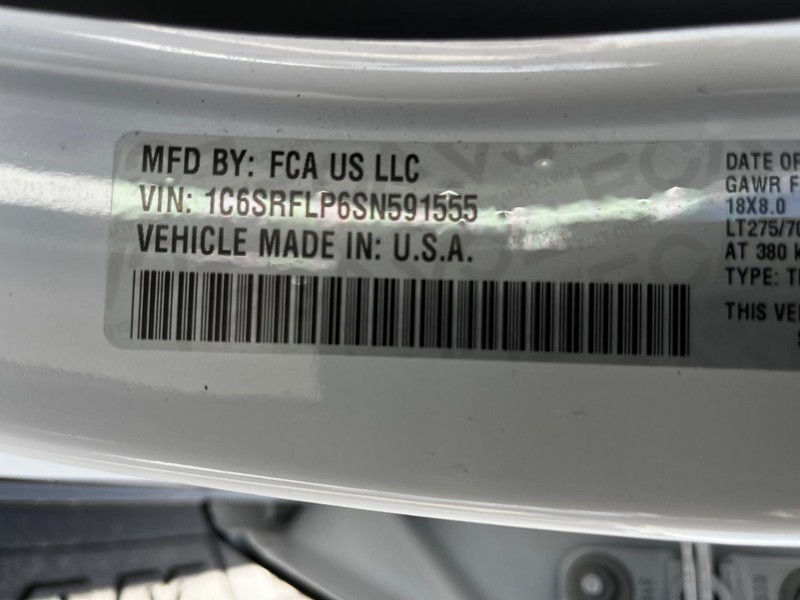 MFD BY: FCA US LLC
VIN: 1C6SRFLP6SN591555
VEHICLE MADE IN: U.S.A.
DATE OF
GAWR F
18X8.0
LT275/70
AT 380
TYPE: T
THIS VE